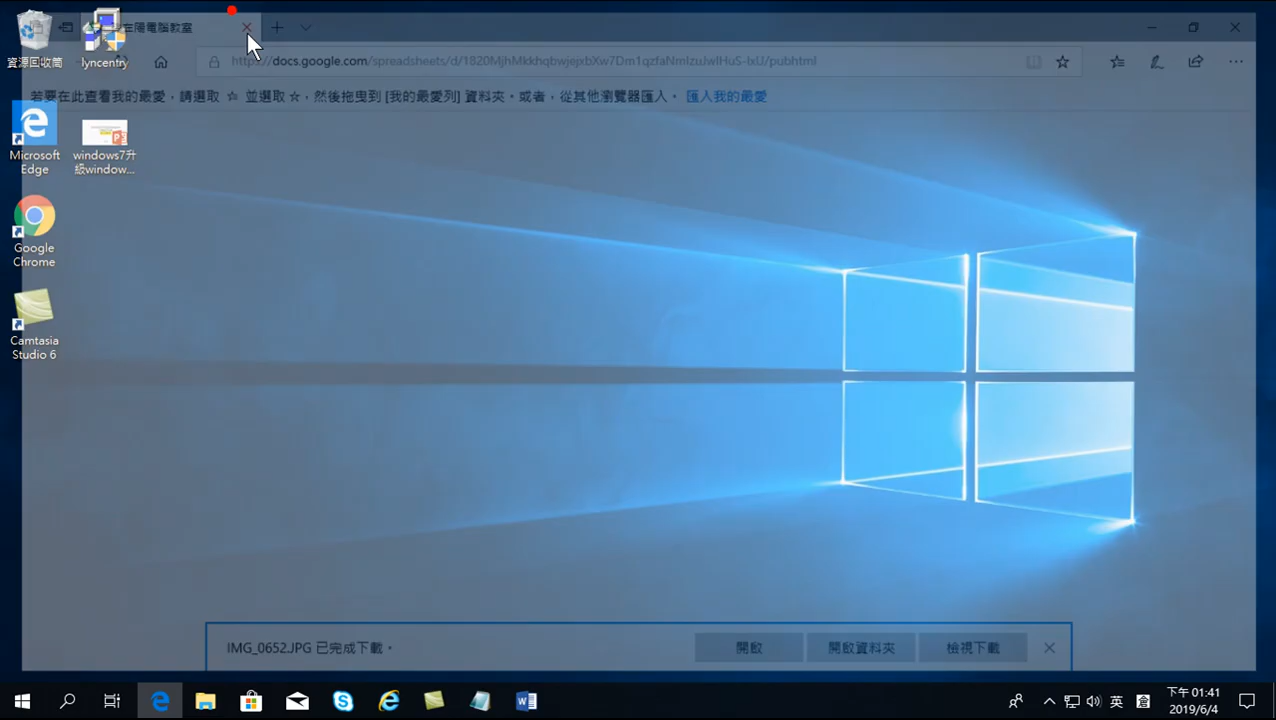 在陽電腦教室
https://docs.google.com/spreadsheets/d/
/pubhtml
若要在此查看我的最愛，請選取 ☆ 並選取 ☆，然後拖曳到 [我的最愛列] 資料夾。或者，從其他瀏覽器匯入。 匯入我的最愛
資源回收筒
lyncentry
Microsoft
Edge
windows7升
級window...
Google
Chrome
Camtasia
Studio 6
IMG_0652.JPG 已完成下載。
開啟
開啟資料夾
檢視下載
英
下午 01:41
2019/6/4